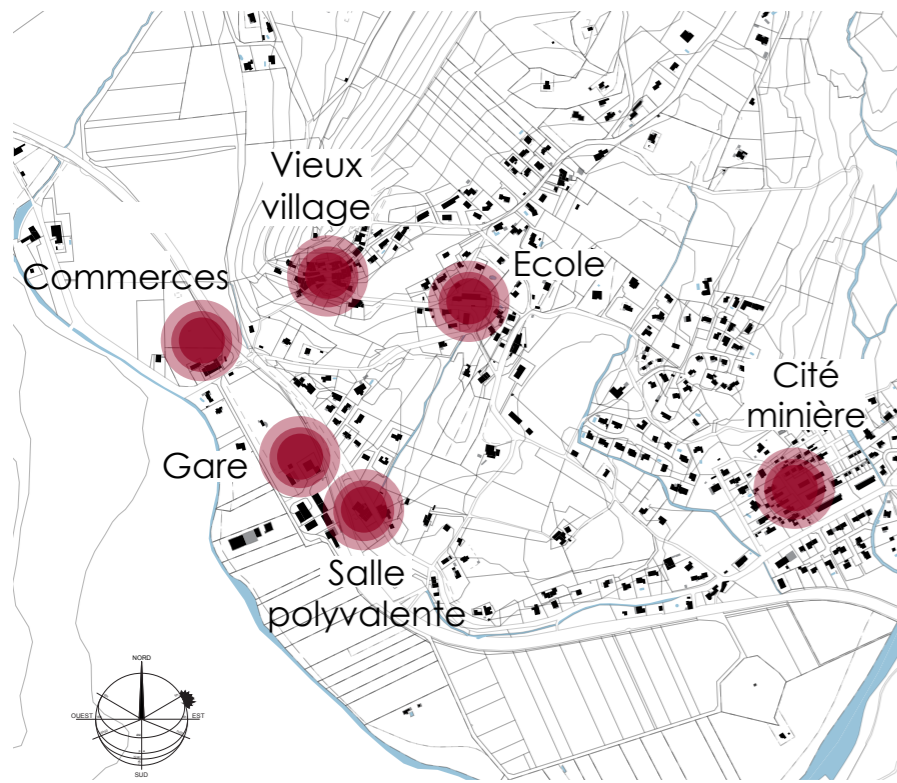 Vieux
village
Commerces
Ecole
Cité
minière
Gare
Salle
polyvalente
NORD
OUEST
EST
SUD